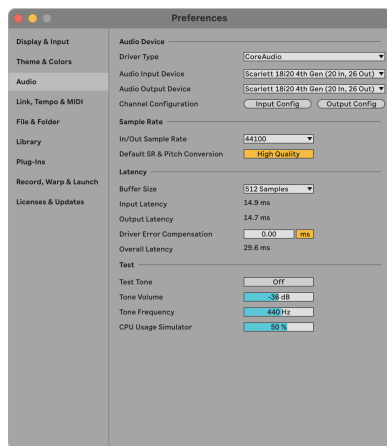 Preferences
Display & Input
Theme & Colors
Audio
Link, Tempo & MIDI
File & Folder
Library
Plug-Ins
Record, Warp & Launch
Licenses & Updates
Audio Device
Driver Type CoreAudio
Audio Input Device Scarlett 18i20 4th Gen (20 In, 26 Out)
Audio Output Device Scarlett 18i20 4th Gen (20 In, 26 Out)
Channel Configuration Input Config Output Config
Sample Rate
In/Out Sample Rate 44100
Default SR & Pitch Conversion High Quality
Latency
Buffer Size 512 Samples
Input Latency 14.9 ms
Output Latency 14.7 ms
Driver Error Compensation 0.00 ms
Overall Latency 29.6 ms
Test
Test Tone Off
Tone Volume -36 dB
Tone Frequency 440 Hz
CPU Usage Simulator 50 %